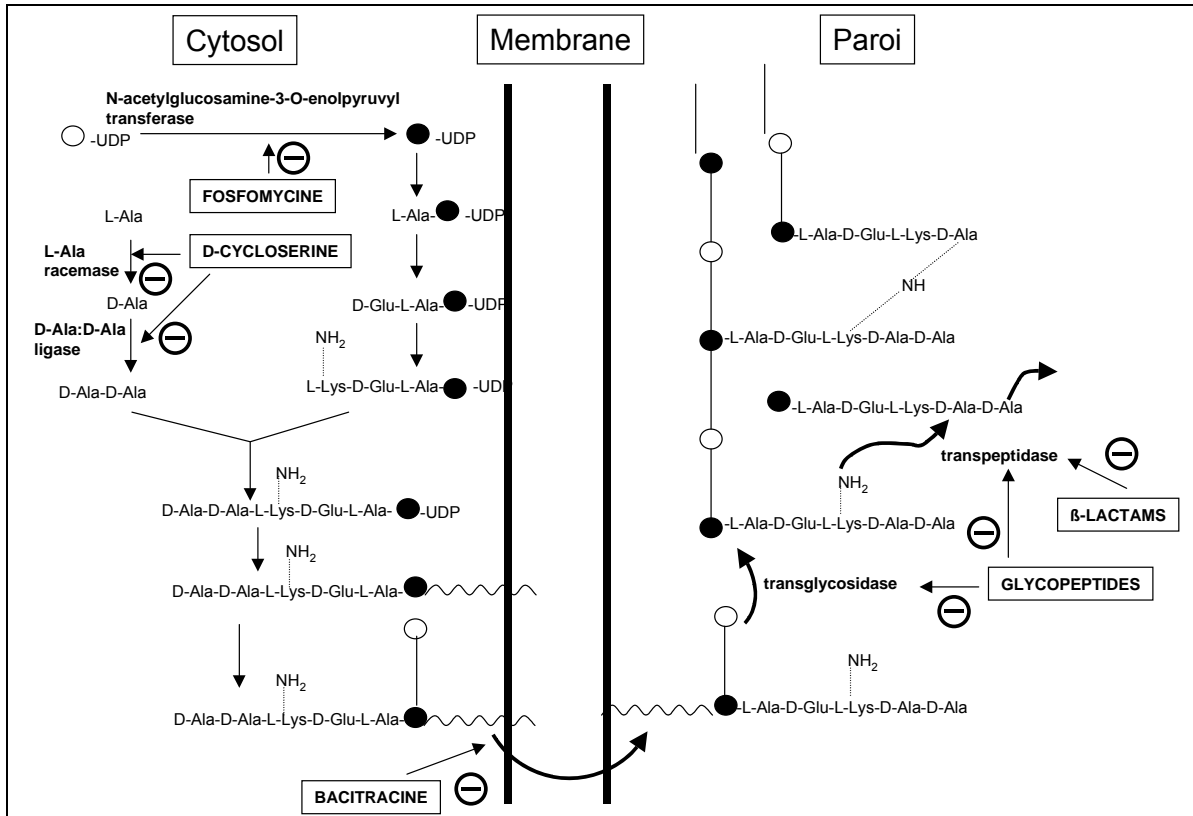 Cytosol
Membrane
Paroi
N-acetylglucosamine-3-O-enolpyruvyl
transferase
-UDP
-UDP
FOSFOMYCINE
L-Ala
L-Ala- -UDP
L-Ala
racemase
D-CYCLOSERINE
D-Ala
D-Glu-L-Ala- -UDP
D-Ala:D-Ala
ligase
NH2
D-Ala-D-Ala
L-Lys-D-Glu-L-Ala- -UDP
NH2
D-Ala-D-Ala-L-Lys-D-Glu-L-Ala- -UDP
NH2
D-Ala-D-Ala-L-Lys-D-Glu-L-Ala-
NH2
D-Ala-D-Ala-L-Lys-D-Glu-L-Ala-
BACITRACINE
-L-Ala-D-Glu-L-Lys-D-Ala
NH
-L-Ala-D-Glu-L-Lys-D-Ala-D-Ala
-L-Ala-D-Glu-L-Lys-D-Ala-D-Ala
transpeptidase
NH2
ß-LACTAMS
-L-Ala-D-Glu-L-Lys-D-Ala-D-Ala
transglycosidase
GLYCOPEPTIDES
NH2
-L-Ala-D-Glu-L-Lys-D-Ala-D-Ala